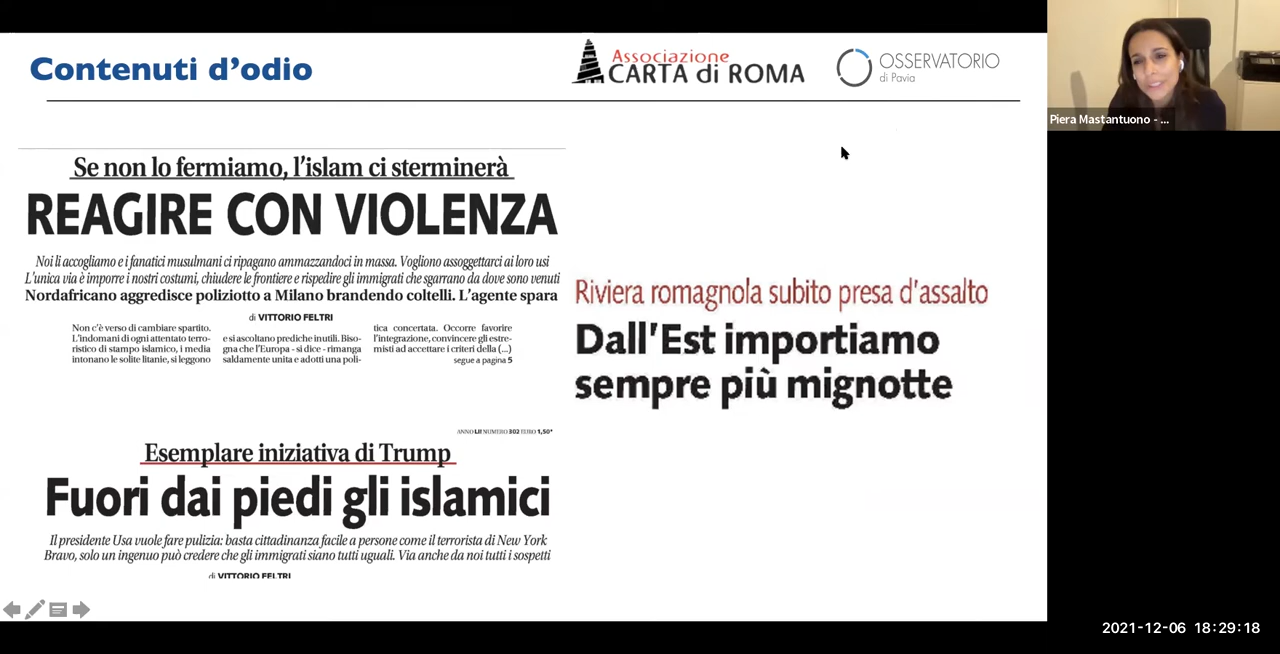 Contenuti d’odio
Associazione
CARTA di ROMA
OSSERVATORIO
di Pavia
Piera Mastantuono - ...
Se non lo fermiamo, l’islam ci sterminerà
REAGIRE CON VIOLENZA
Noi li accogliamo e i fanatici musulmani ci ripagano ammazzandoci in massa. Vogliono assoggettarci ai loro usi
L’unica via è imporre i nostri costumi, chiudere le frontiere e rispedire gli immigrati che sgarrano da dove sono venuti
Nordafricano aggredisce poliziotto a Milano brandendo coltelli. L’agente spara
di VITTORIO FELTRI
Non c’è verso di cambiare spartito.
L’indomani di ogni attentato terro-
ristico di stampo islamico, i media
intonano le solite litanie, si leggono
e si ascoltano prediche inutili. Biso-
gna che l’Europa - si dice - rimanga
saldamente unita e adotti una poli-
tica concertata. Occorre favorire
l’integrazione, convincere gli estre-
misti ad accettare i criteri della (...)
segue a pagina 5
Riviera romagnola subito presa d’assalto
Dall’Est importiamo
sempre più mignotte
ANNO LII NUMERO 302 EURO 1,50*
Esemplare iniziativa di Trump
Fuori dai piedi gli islamici
Il presidente Usa vuole fare pulizia: basta cittadinanza facile a persone come il terrorista di New York
Bravo, solo un ingenuo può credere che gli immigrati siano tutti uguali. Via anche da noi tutti i sospetti
di VITTORIO FELTRI
2021-12-06 18:29:18